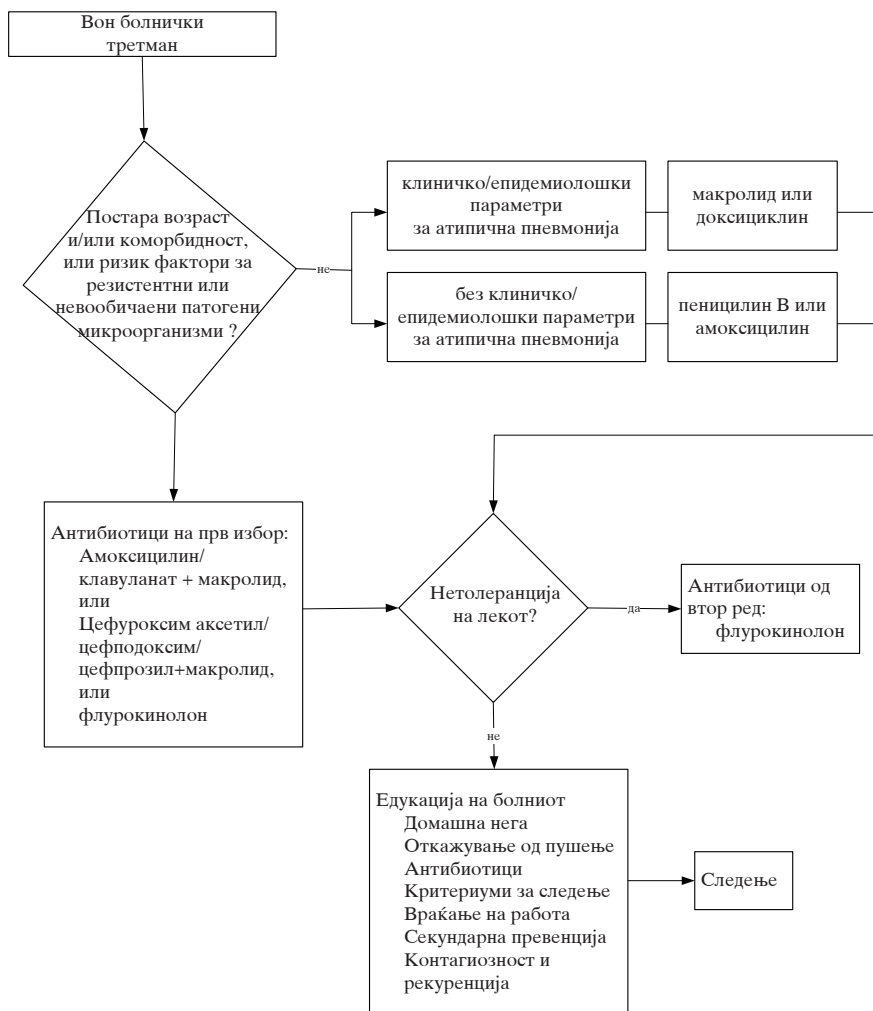 Вон болнички
третман
Постара возраст
и/или коморбидност,
или ризик фактори за
резистентни или
невообичаени патогени
микроорганизми ?
не
клиничко/епидемиолошки
параметри
за атипична пневмонија
макролид или
доксициклин
без клиничко/
епидемиолошки параметри
за атипична пневмонија
пеницилин В или
амоксицилин
Антибиотици на прв избор:
Амоксицилин/
клавуланат + макролид,
или
Цефуроксим аксетил/
цефподоксим/
цефпрозил+макролид,
или
флурокинолон
Нетолеранција
на лекот?
да
Антибиотици од
втор ред:
флурокинолон
не
Едукација на болниот
Домашна нега
Откажување од пушење
Антибиотици
Критериуми за следење
Враќање на работа
Секундарна превенција
Контагиозност и
рекуренција
Следење